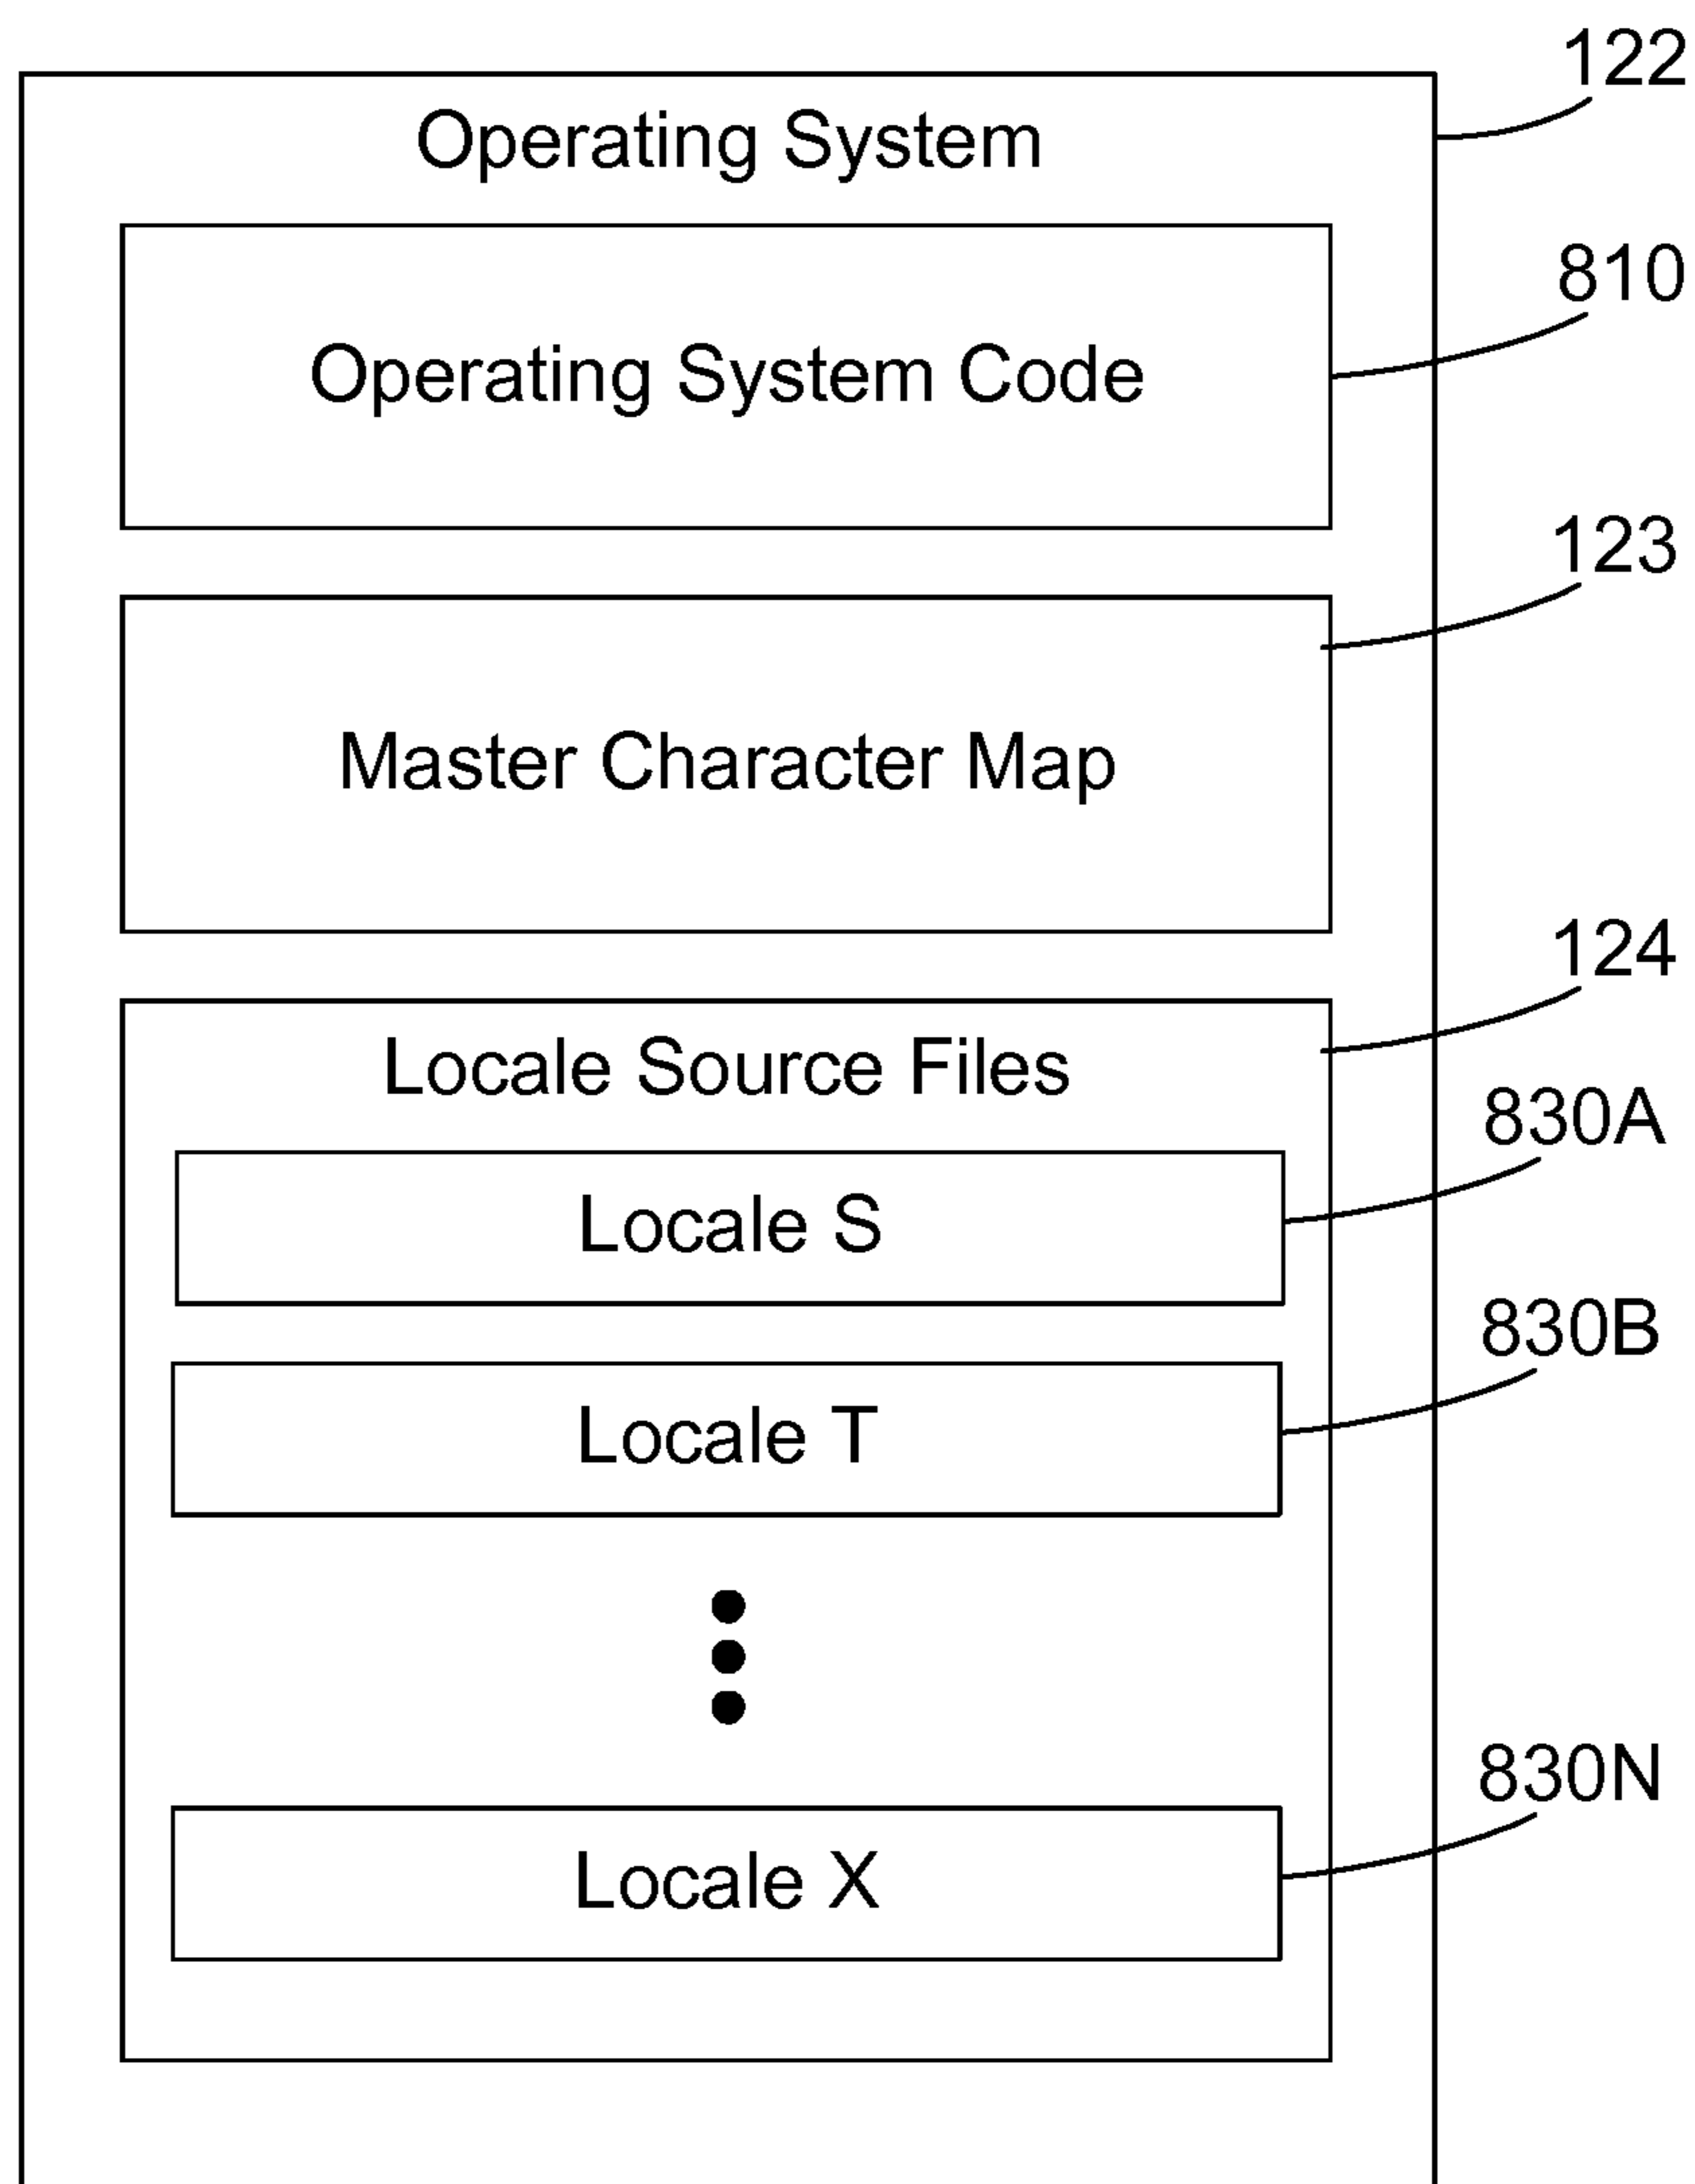 122
Operating System
810
Operating System Code
123
Master Character Map
124
Locale Source Files
830A
Locale S
830B
Locale T
830N
Locale X